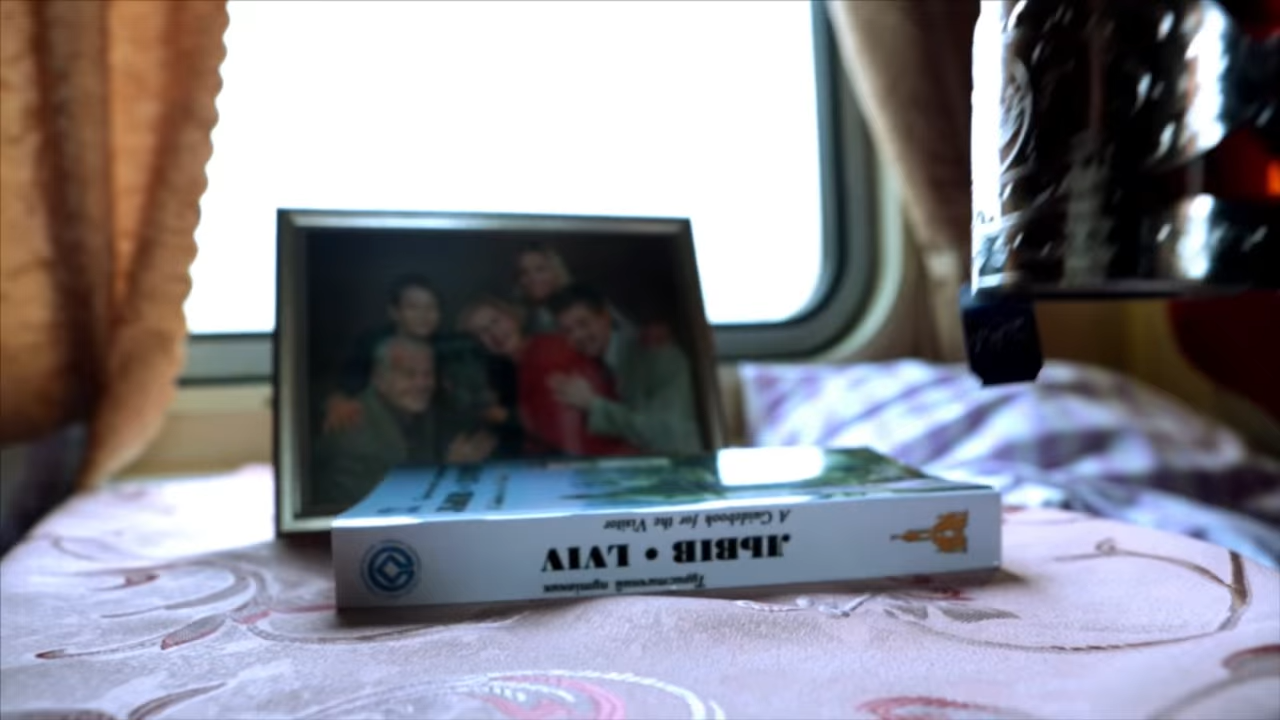 Туристичний путівник
ЛЬВІВ • LVIV
A Guidebook for the Visitor